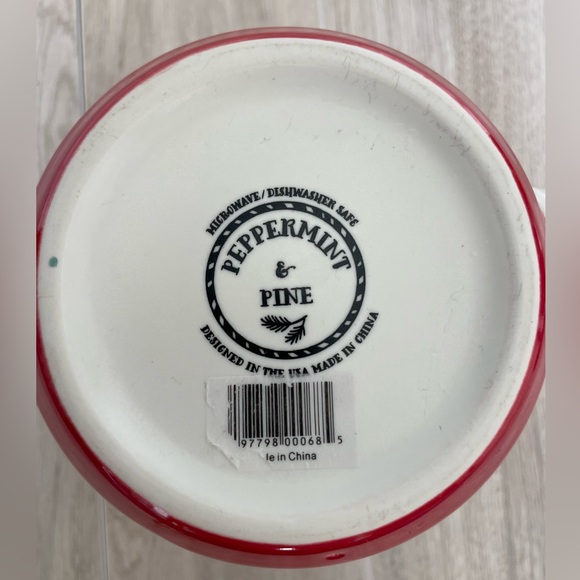 MICROWAVE/DISHWASHER SAFE
PEPPERMINT
&
PINE
DESIGNED IN THE USA MADE IN CHINA
97798 00068 5
le in China